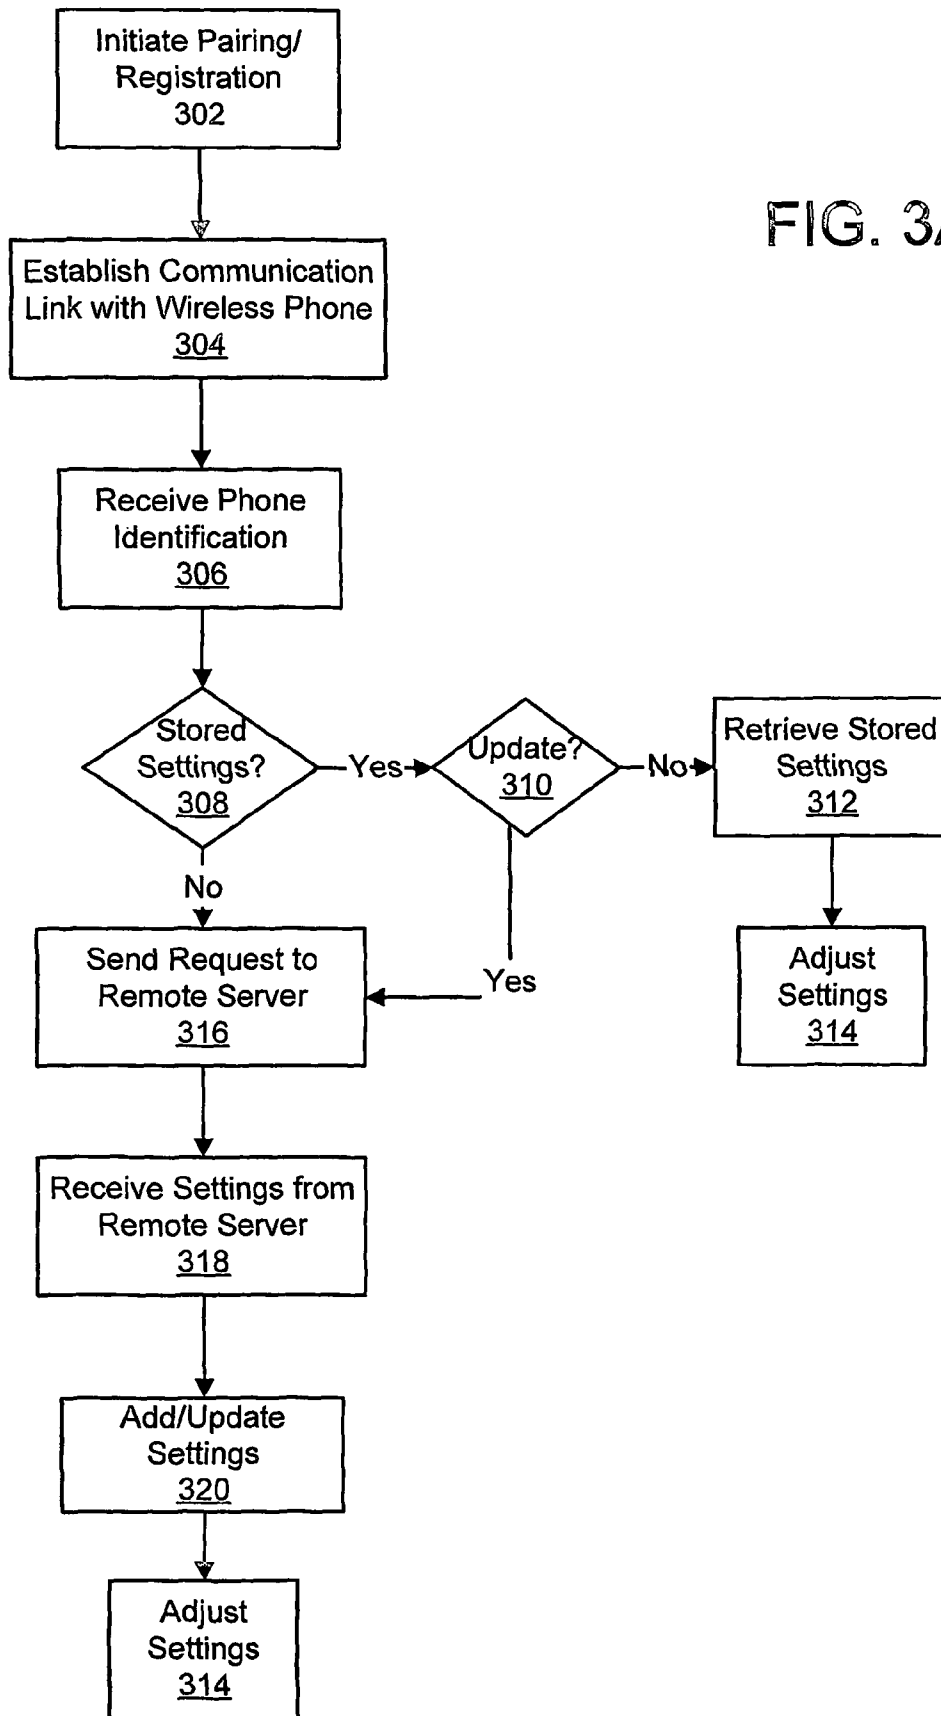 Initiate Pairing/
Registration
302
FIG. 3A
Establish Communication
Link with Wireless Phone
304
Receive Phone
Identification
306
Stored
Settings?
308
Yes
Update?
310
No
Retrieve Stored
Settings
312
No
Yes
Send Request to
Remote Server
316
Adjust
Settings
314
Receive Settings from
Remote Server
318
Add/Update
Settings
320
Adjust
Settings
314